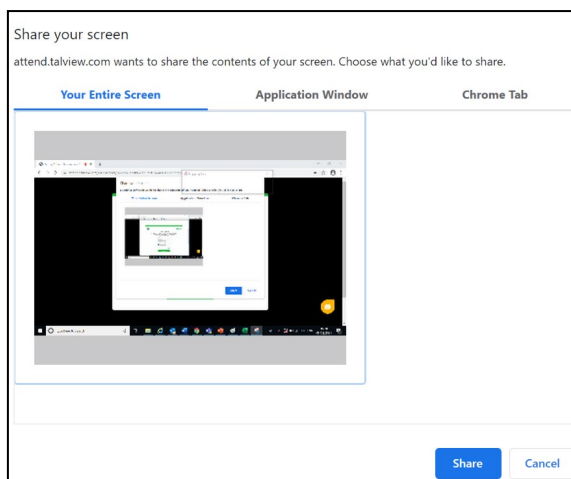 Share your screen
attend.talview.com wants to share the contents of your screen. Choose what you'd like to share.
Your Entire Screen
Application Window
Chrome Tab
Share
Cancel